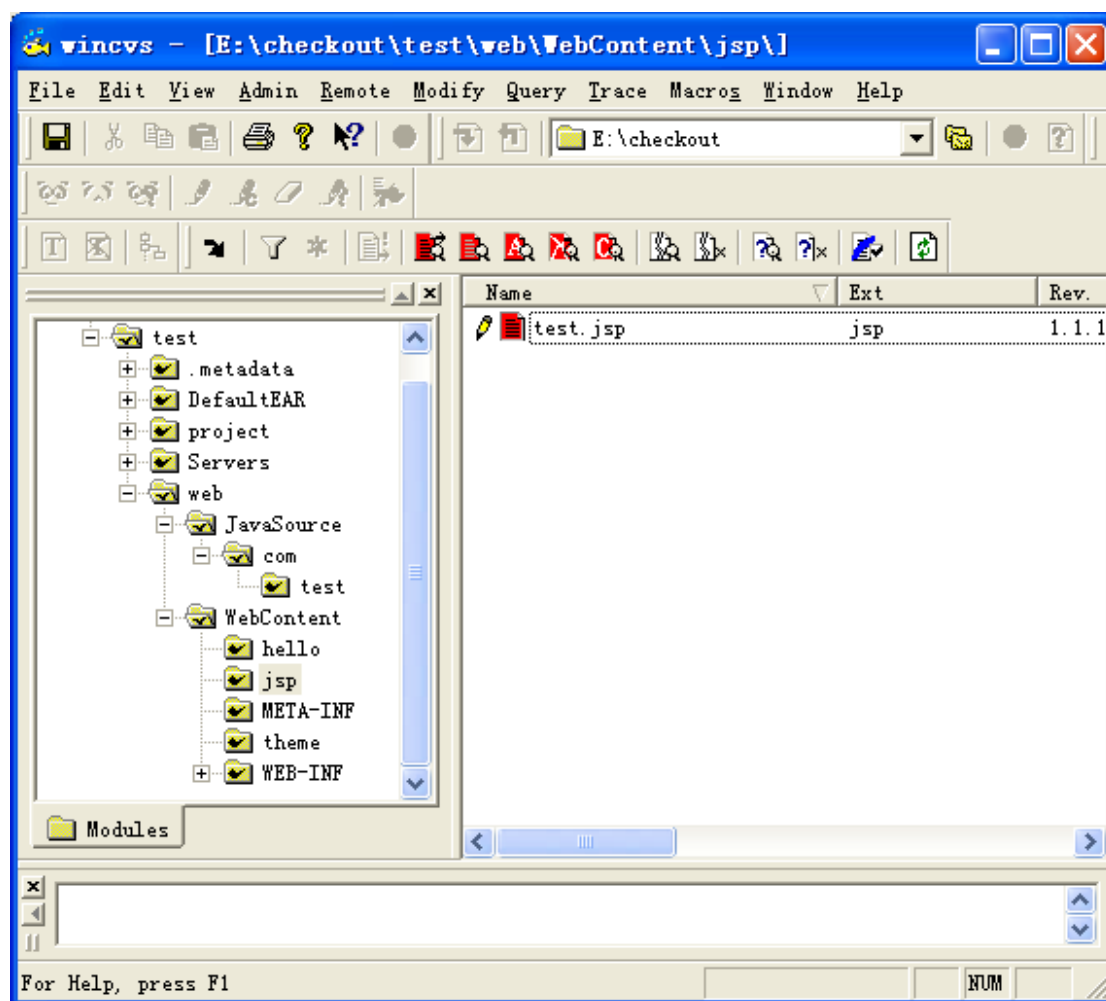 wincvs - [E:\checkout\test\web\WebContent\jsp\]
File Edit View Admin Remote Modify Query Trace Macros Window Help
E:\checkout
Name Ext Rev.
test.jsp jsp 1.1.1
test
.metadata
DefaultEAR
project
Servers
web
JavaSource
com
test
WebContent
hello
jsp
META-INF
theme
WEB-INF
Modules
For Help, press F1
NUM